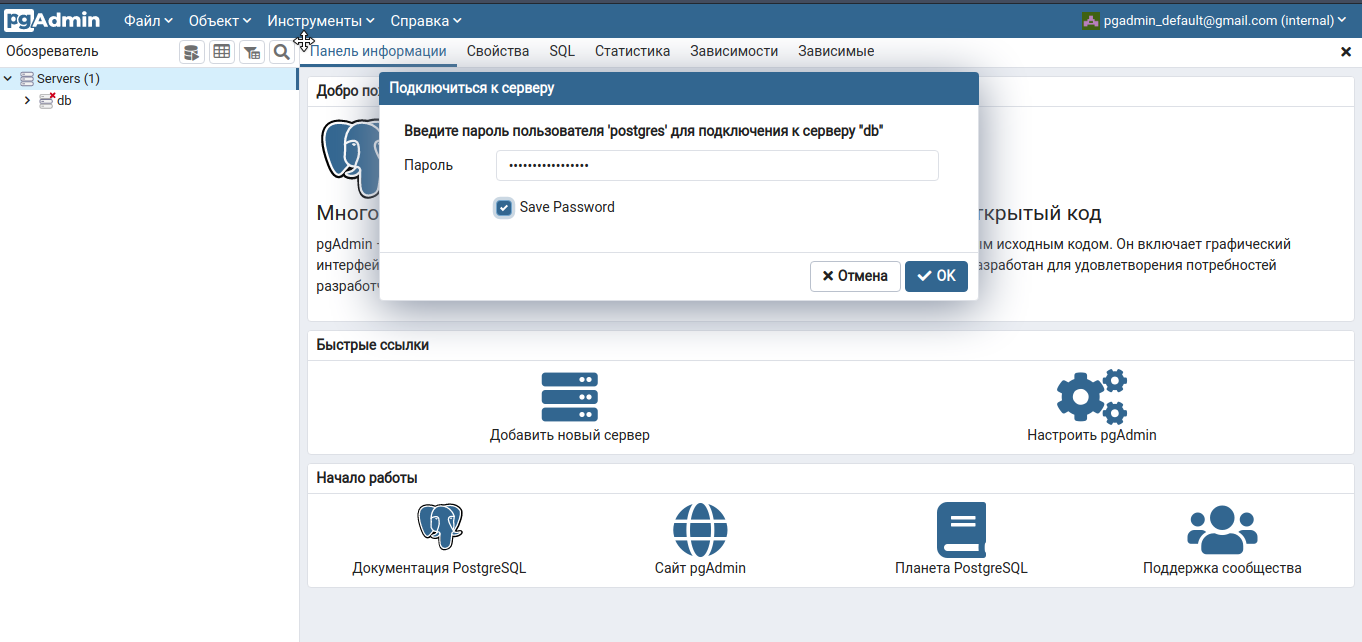 pgAdmin Файл Объект Инструменты Справка pgadmin_default@gmail.com (internal)
Обозреватель Панель информации Свойства SQL Статистика Зависимости Зависимые
Servers (1)
db
Подключиться к серверу
Добро
Введите пароль пользователя 'postgres' для подключения к серверу "db"
Пароль •••••••••••••••••
Save Password
Много
ткрытый код
pgAdmin -
м исходным кодом. Он включает графический
интерфей
азработан для удовлетворения потребностей
разработ
Отмена OK
Быстрые ссылки
Добавить новый сервер Настроить pgAdmin
Начало работы
Документация PostgreSQL Сайт pgAdmin Планета PostgreSQL Поддержка сообщества